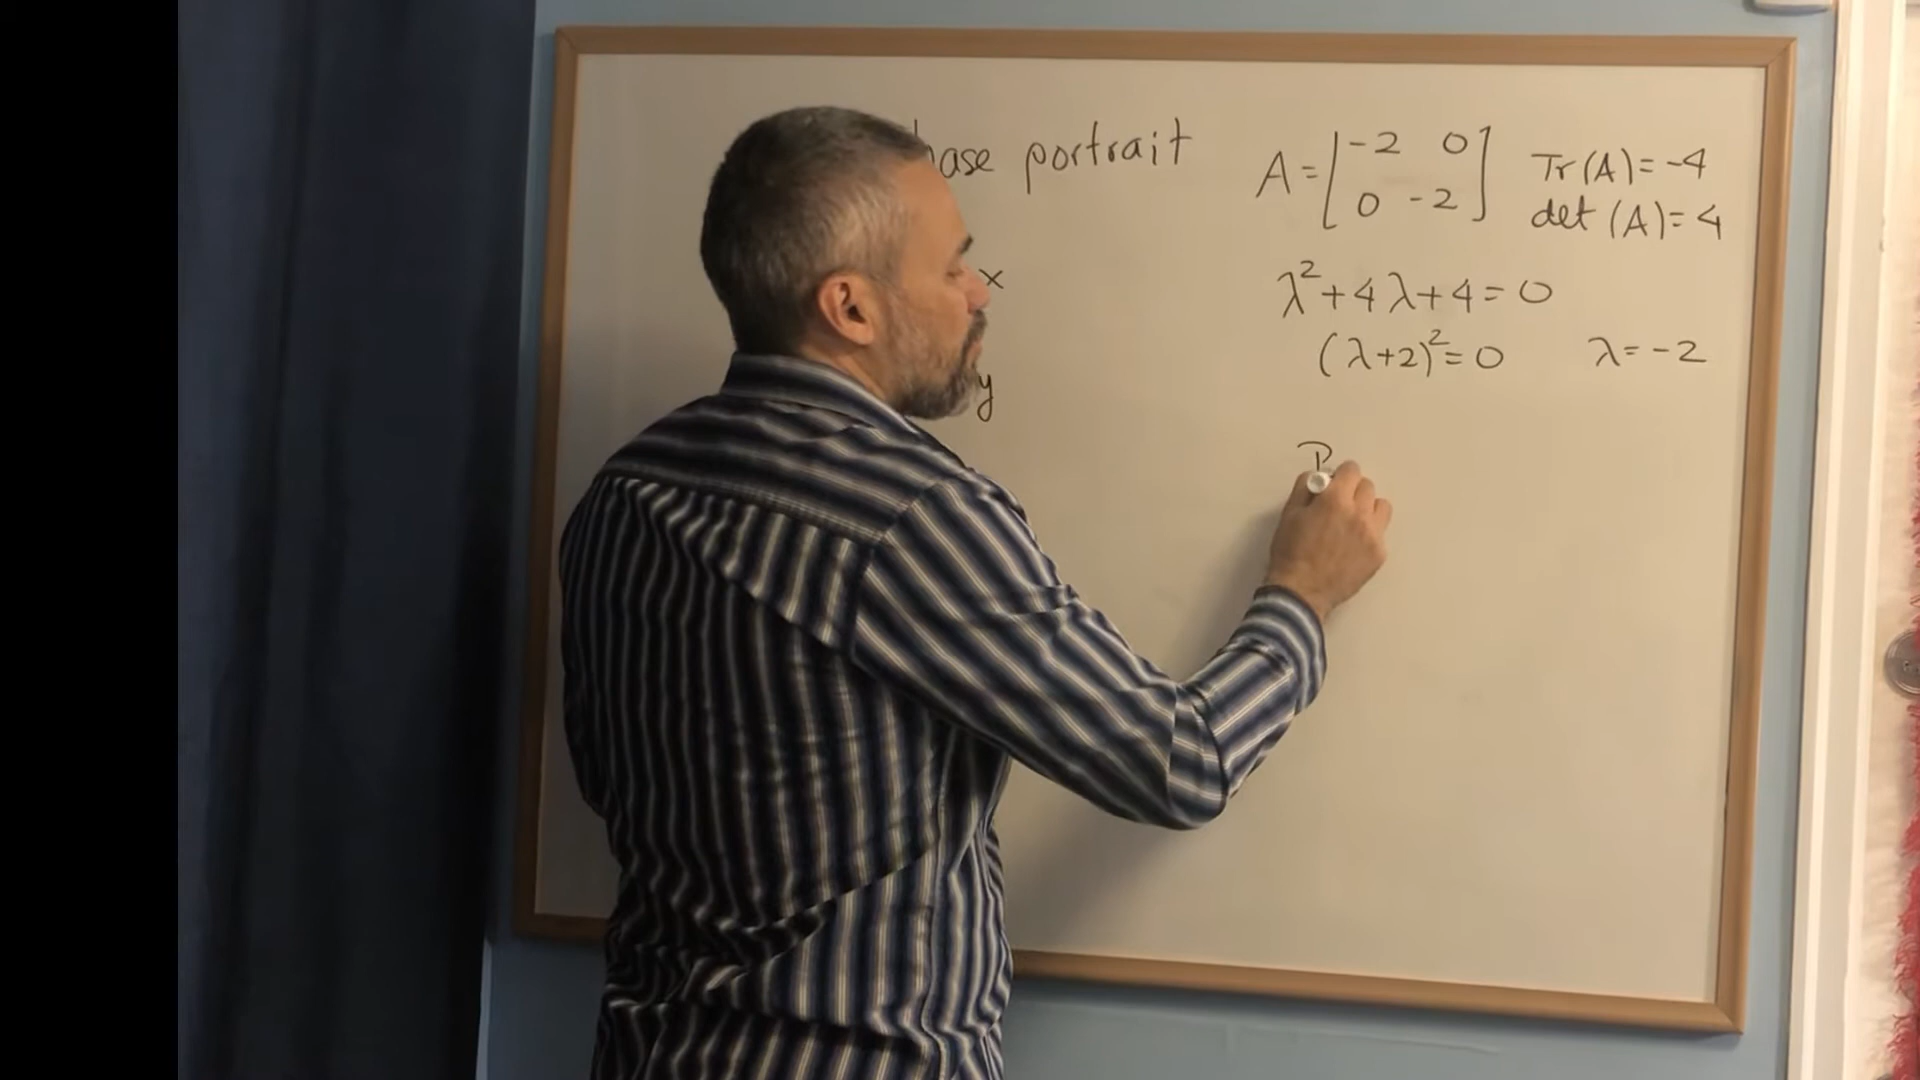 hase portrait
A = [-2 0
0 -2]
Tr(A) = -4
det(A) = 4
x
y
λ²+4λ+4=0
(λ+2)²=0 λ=-2